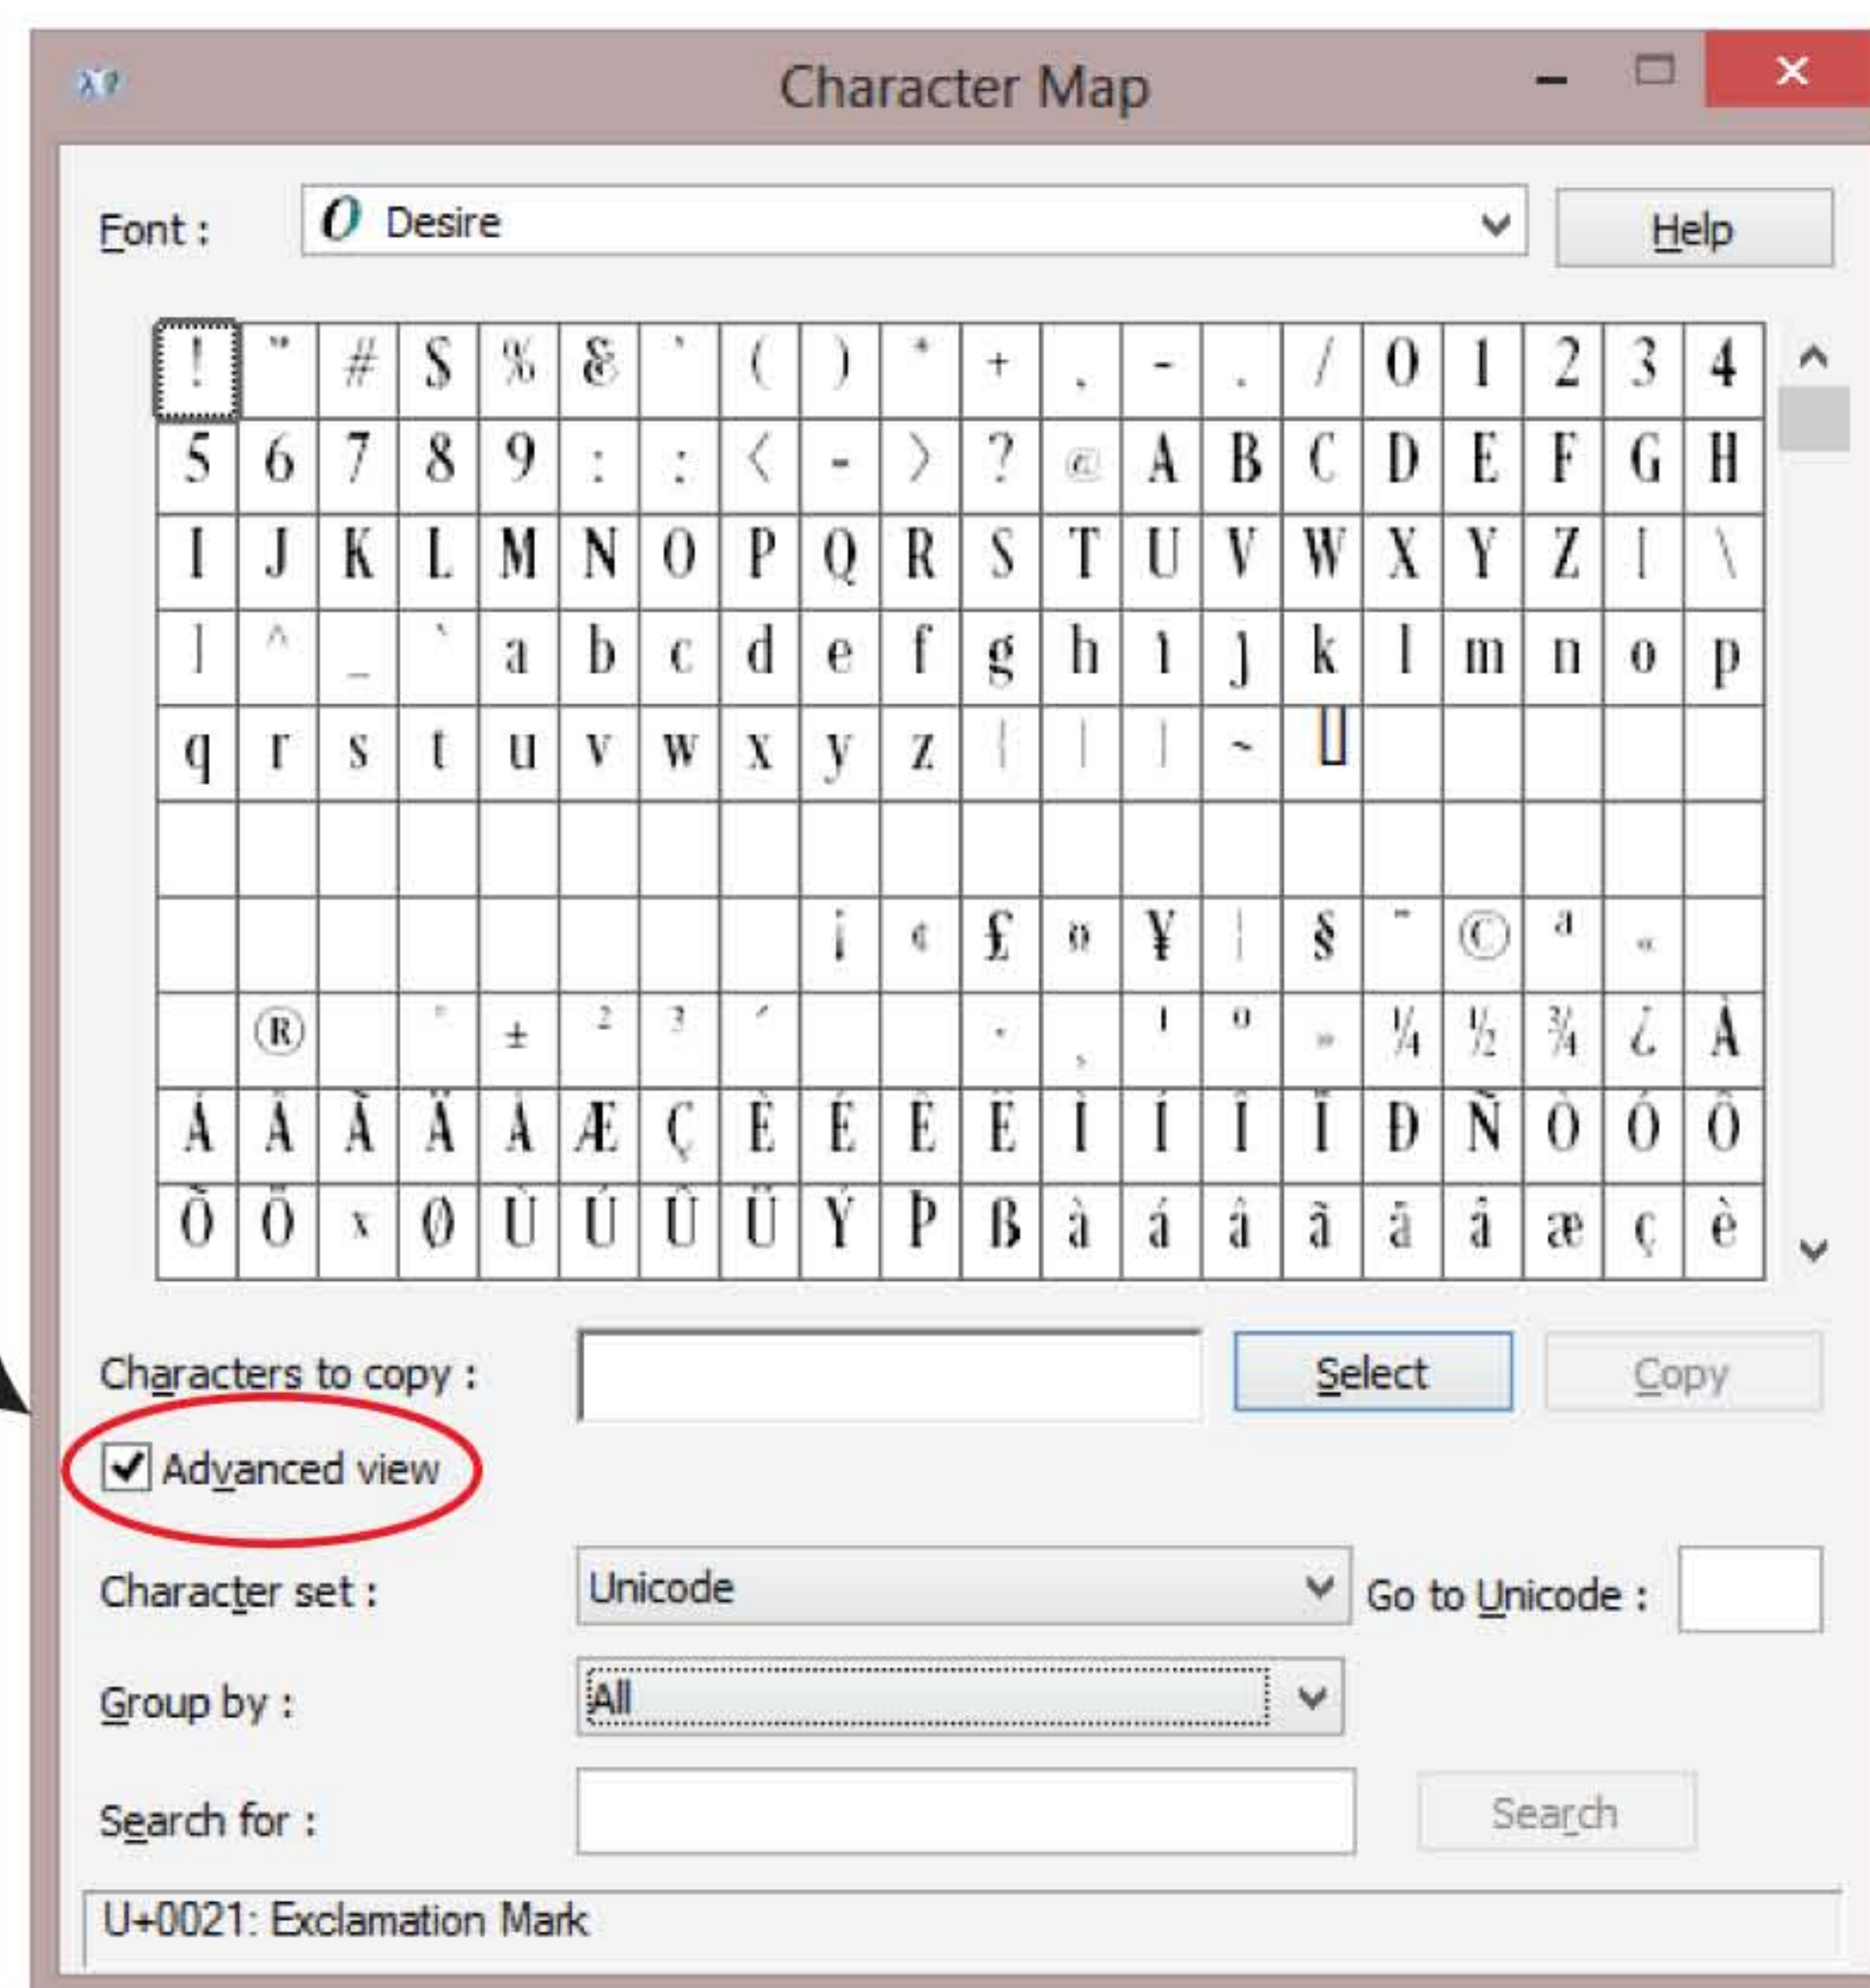 Character Map
Font : O Desire Help
! " # $ % & ' ( ) * + , - . / 0 1 2 3 4
5 6 7 8 9 : : < - > ? @ A B C D E F G H
I J K L M N O P Q R S T U V W X Y Z [ \
] ^ _ ` a b c d e f g h i j k l m n o p
q r s t u v w x y z { | } ~
¡ ¢ £ ¤ ¥ ¦ § ¨ © ª «
® ° ± ² ³ ´ · ¸ ¹ º » ¼ ½ ¾ ¿ À
Á Â Ã Ä Å Æ Ç È É Ê Ë Ì Í Î Ï Ð Ñ Ò Ó Ô
Õ Ö × Ø Ù Ú Û Ü Ý Þ ß à á â ã ä å æ ç è
Characters to copy : Select Copy
Advanced view
Character set : Unicode Go to Unicode :
Group by : All
Search for : Search
U+0021: Exclamation Mark